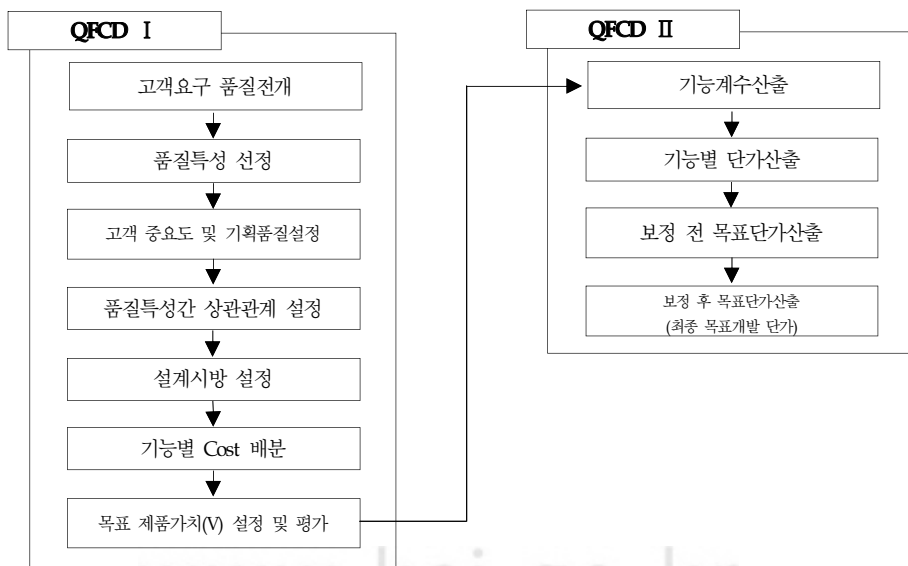 QFCD Ⅰ
고객요구 품질전개
품질특성 선정
고객 중요도 및 기획품질설정
품질특성간 상관관계 설정
설계시방 설정
기능별 Cost 배분
목표 제품가치(V) 설정 및 평가
QFCD Ⅱ
기능계수산출
기능별 단가산출
보정 전 목표단가산출
보정 후 목표단가산출
(최종 목표개발 단가)